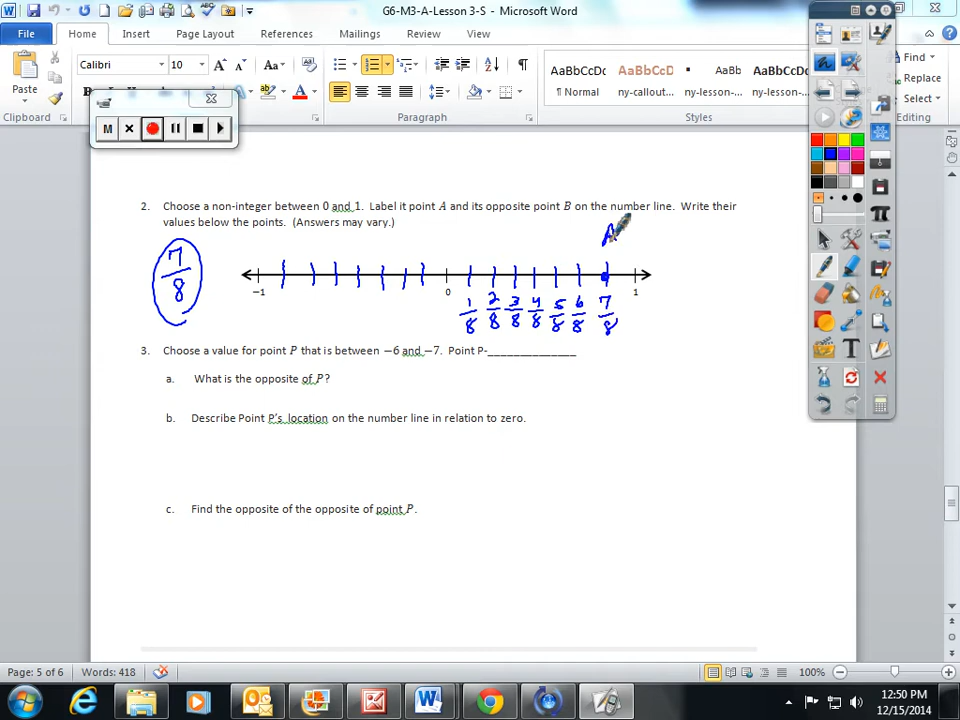 G6-M3-A-Lesson 3-S - Microsoft Word
File Home Insert Page Layout References Mailings Review View
Calibri 10 Find
Paste Replace
Select
AaBbCcDc AaBbCcD AaBb AaBbCcDc
¶ Normal ny-callout... ny-lesson-... ny-lesson-...
Clipboard Paragraph Styles Editing
M
2. Choose a non-integer between 0 and 1. Label it point A and its opposite point B on the number line. Write their
values below the points. (Answers may vary.)
A
7/8
−1 0 1
1/8 2/8 3/8 4/8 5/8 6/8 7/8
3. Choose a value for point P that is between −6 and −7. Point P-______________
a. What is the opposite of P?
b. Describe Point P's location on the number line in relation to zero.
c. Find the opposite of the opposite of point P.
Page: 5 of 6 Words: 418 100%
12:50 PM
12/15/2014